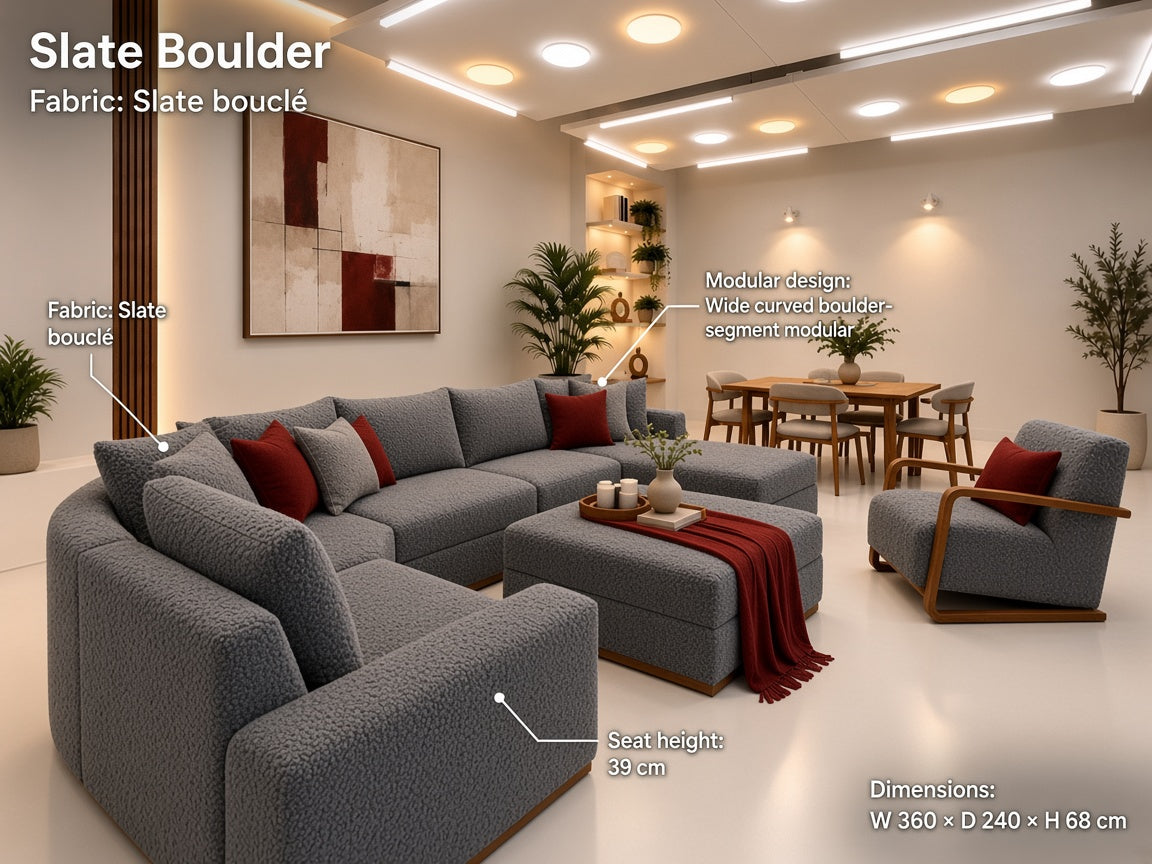 Slate Boulder
Fabric: Slate bouclé
Fabric: Slate
bouclé
Modular design:
Wide curved boulder-
segment modular
Seat height:
39 cm
Dimensions:
W 360 × D 240 × H 68 cm